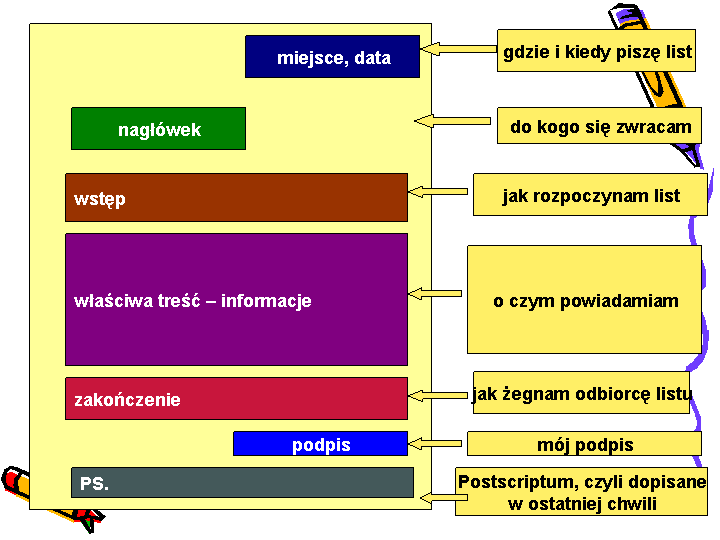 miejsce, data
gdzie i kiedy piszę list
nagłówek
do kogo się zwracam
wstęp
jak rozpoczynam list
właściwa treść – informacje
o czym powiadamiam
zakończenie
jak żegnam odbiorcę listu
podpis
mój podpis
PS.
Postscriptum, czyli dopisane
w ostatniej chwili